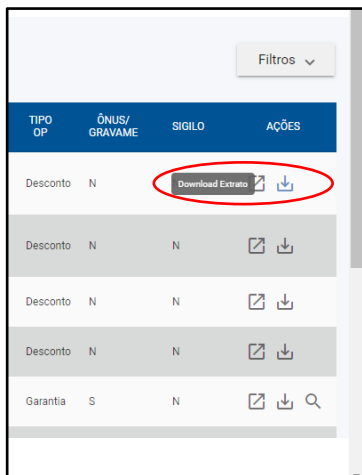 Filtros
TIPO OP ÔNUS/ GRAVAME SIGILO AÇÕES
Desconto N Download Extrato
Desconto N N
Desconto N N
Desconto N N
Garantia S N